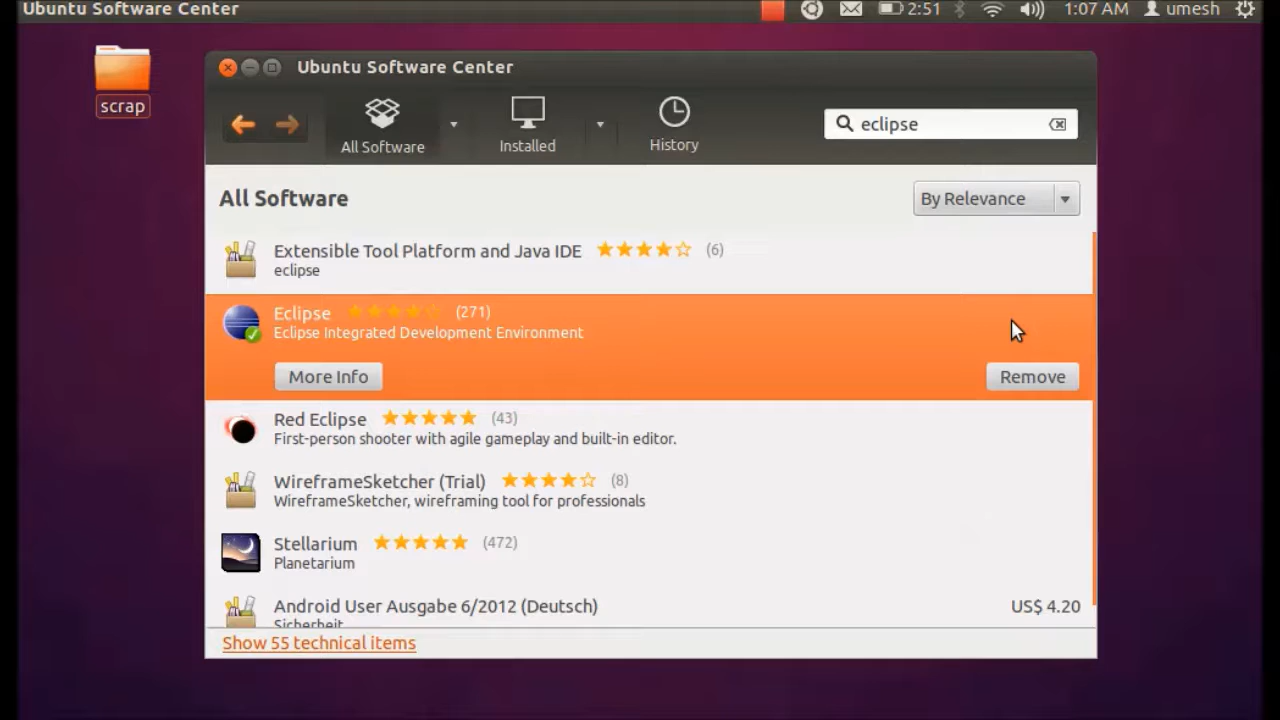 Ubuntu Software Center
2:51
1:07 AM
umesh
scrap
Ubuntu Software Center
All Software
Installed
History
eclipse
All Software
By Relevance
Extensible Tool Platform and Java IDE (6)
eclipse
Eclipse (271)
Eclipse Integrated Development Environment
More Info
Remove
Red Eclipse (43)
First-person shooter with agile gameplay and built-in editor.
WireframeSketcher (Trial) (8)
WireframeSketcher, wireframing tool for professionals
Stellarium (472)
Planetarium
Android User Ausgabe 6/2012 (Deutsch) US$ 4.20
Sicherheit
Show 55 technical items